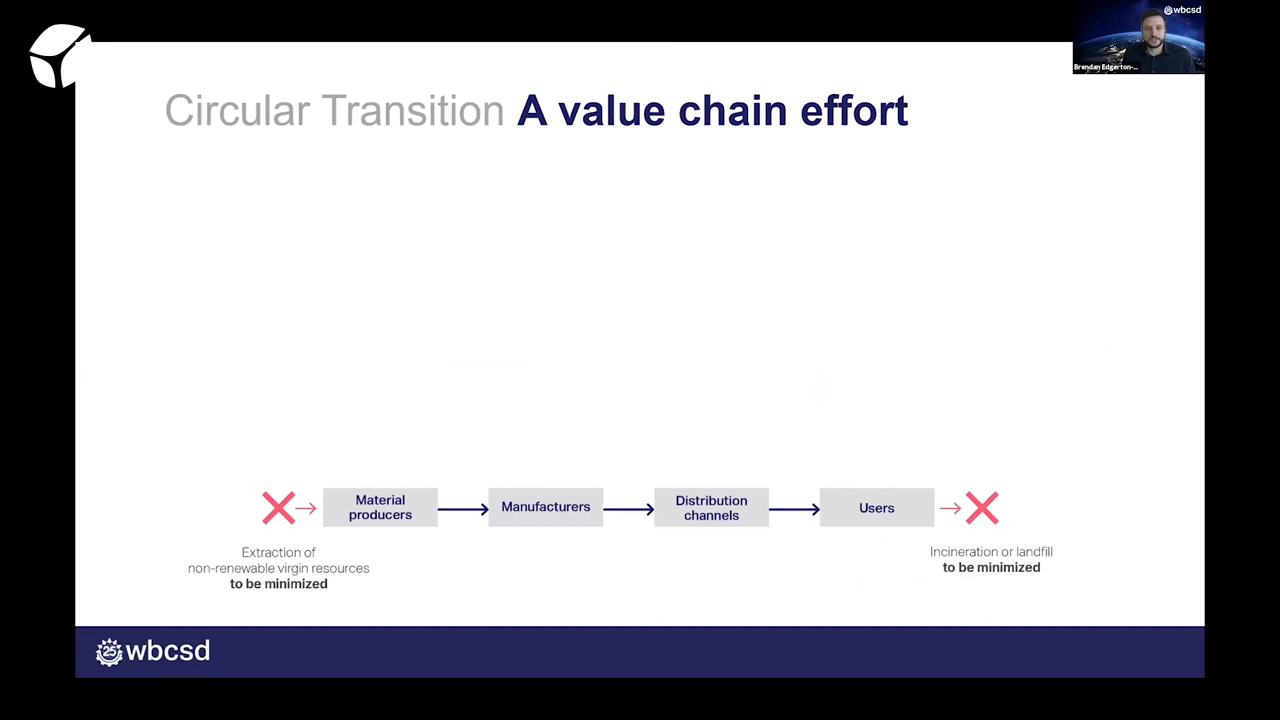 wbcsd
Brendan Edgerton-...
Circular Transition A value chain effort
Material
producers
Manufacturers
Distribution
channels
Users
Extraction of
non-renewable virgin resources
to be minimized
Incineration or landfill
to be minimized
25 wbcsd